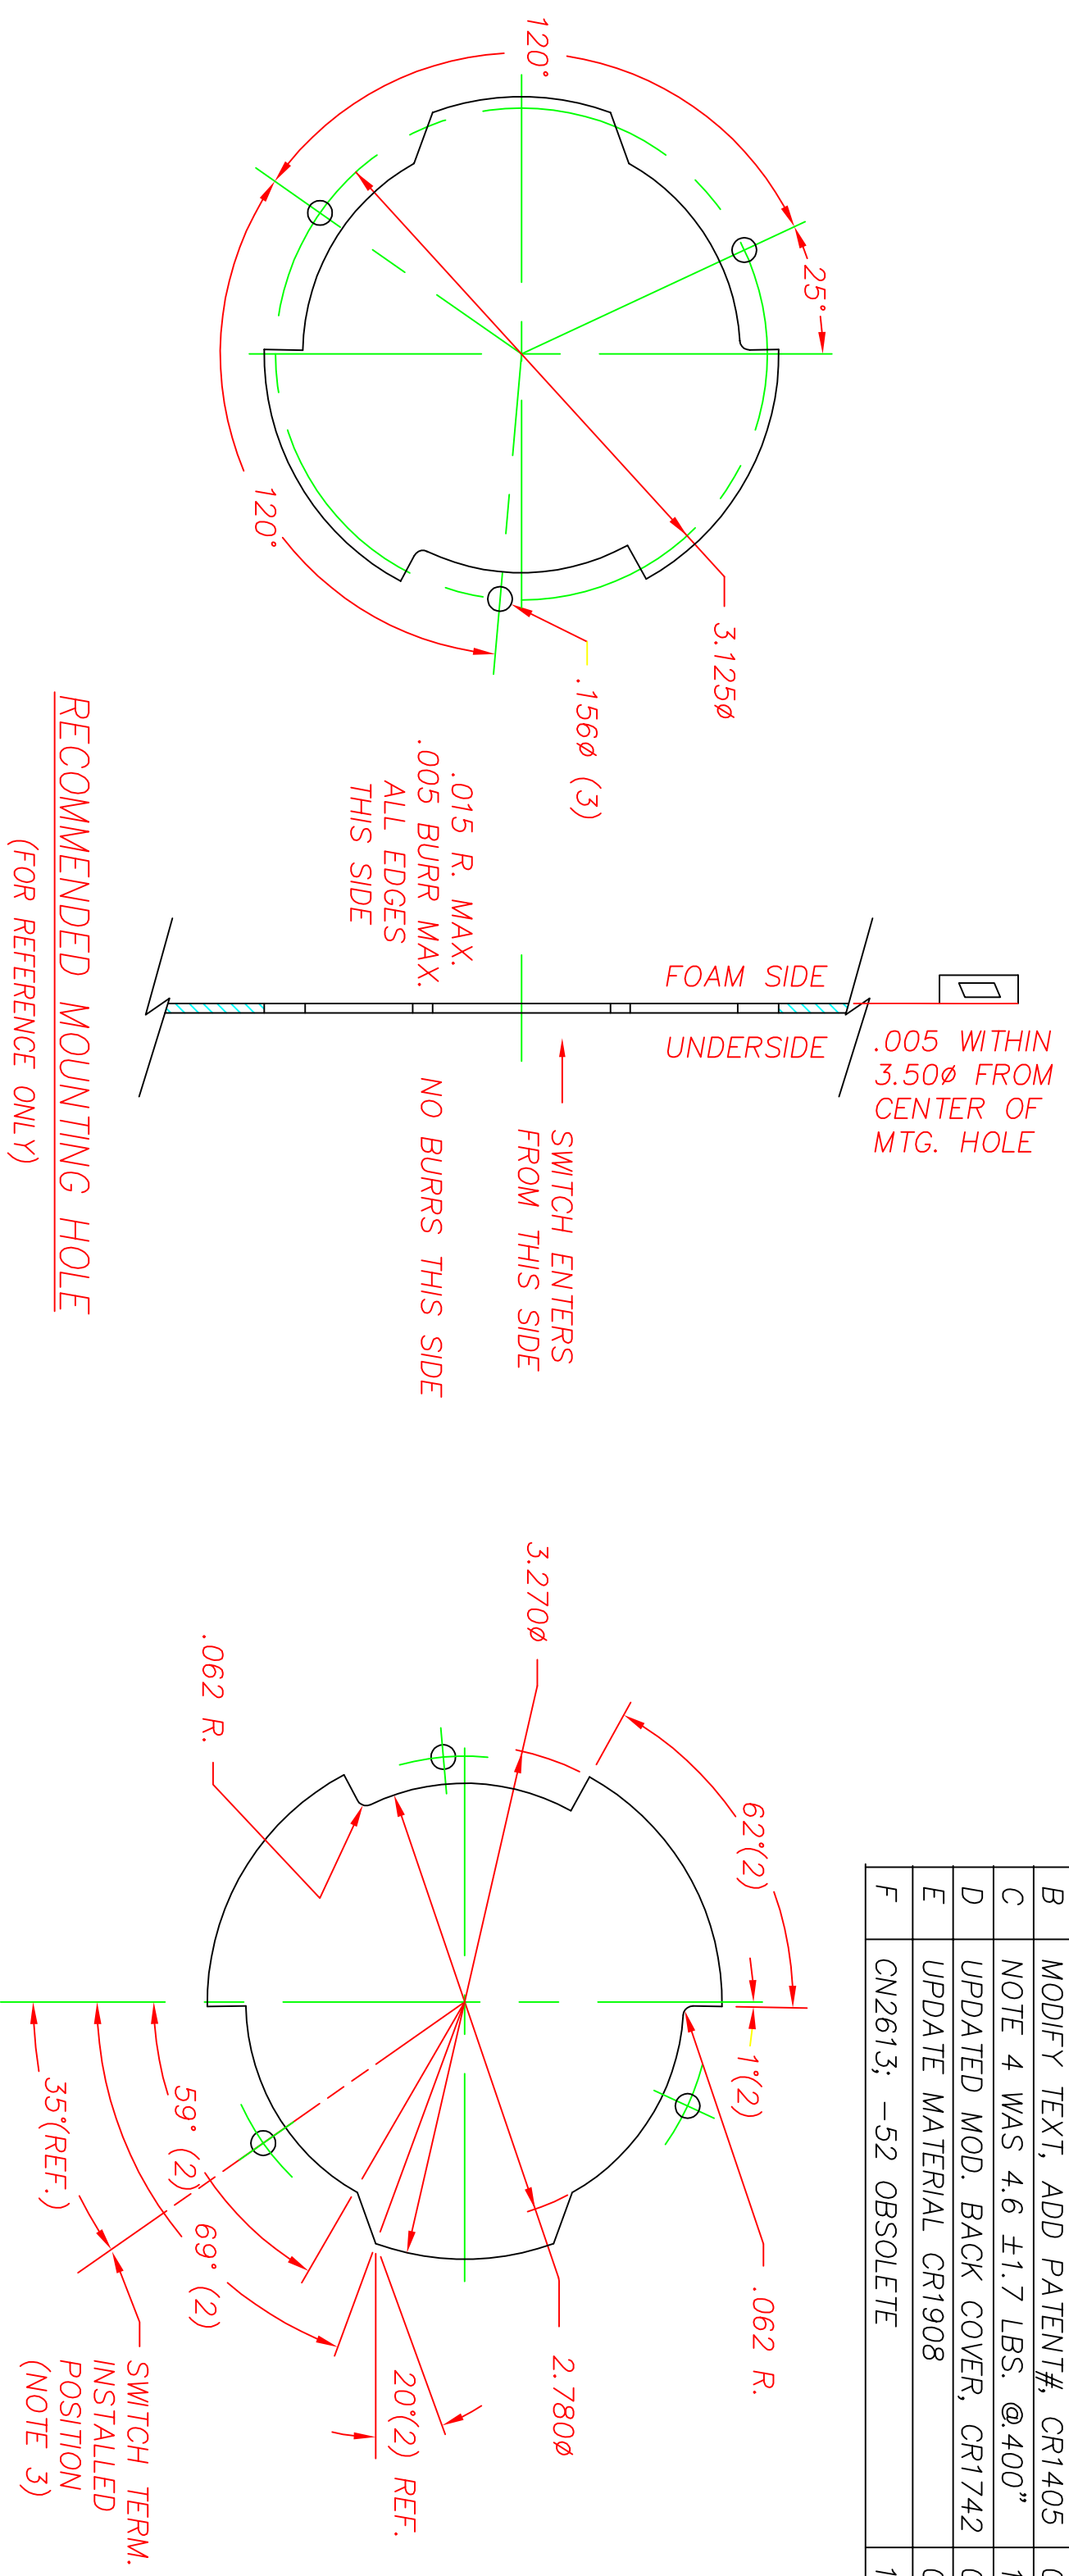 B MODIFY TEXT, ADD PATENT#, CR1405
C NOTE 4 WAS 4.6 ±1.7 LBS. @.400"
D UPDATED MOD. BACK COVER, CR1742
E UPDATE MATERIAL CR1908
F CN2613; -52 OBSOLETE
120°
25°
120°
3.125ø
.156ø (3)
.015 R. MAX.
.005 BURR MAX.
ALL EDGES
THIS SIDE
FOAM SIDE
UNDERSIDE
.005 WITHIN
3.50ø FROM
CENTER OF
MTG. HOLE
SWITCH ENTERS
FROM THIS SIDE
NO BURRS THIS SIDE
RECOMMENDED MOUNTING HOLE
(FOR REFERENCE ONLY)
3.270ø
.062 R.
62°(2)
1°(2)
.062 R.
2.780ø
20°(2) REF.
59° (2)
69° (2)
35°(REF.)
SWITCH TERM.
INSTALLED
POSITION
(NOTE 3)